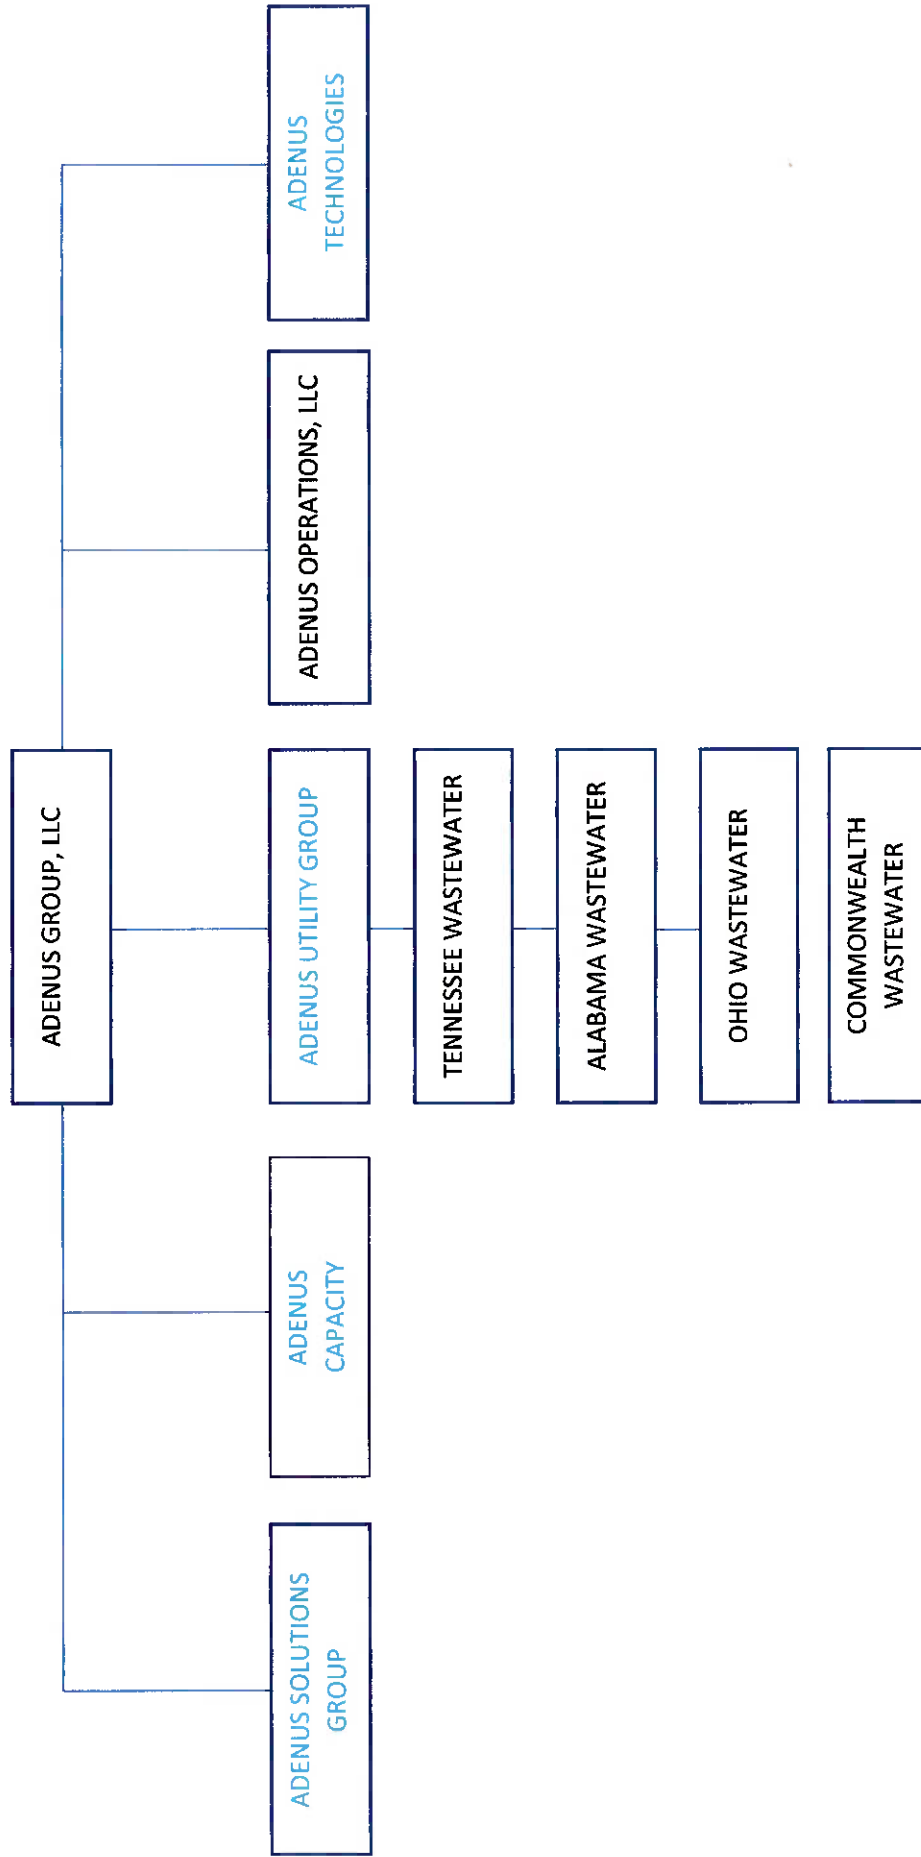 ADENUS GROUP, LLC
ADENUS SOLUTIONS
GROUP
ADENUS
CAPACITY
ADENUS UTILITY GROUP
ADENUS OPERATIONS, LLC
ADENUS
TECHNOLOGIES
TENNESSEE WASTEWATER
ALABAMA WASTEWATER
OHIO WASTEWATER
COMMONWEALTH
WASTEWATER